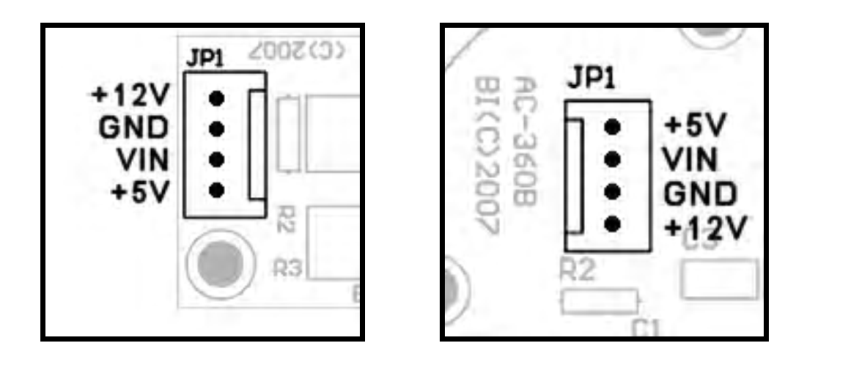 JP1
(C)2007
+12V
GND
VIN
+5V
R2
R3
JP1
AC-360B
BI(C)2007
+5V
VIN
GND
+12V
C3
R2
C1